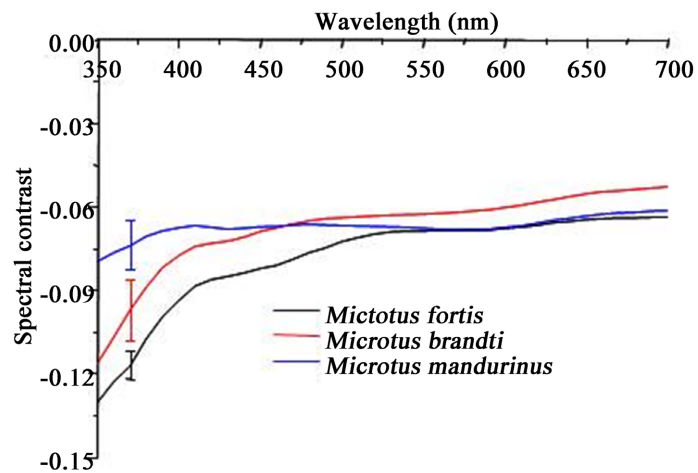 Wavelength (nm)
0.00
350 400 450 500 550 600 650 700
-0.03
-0.06
-0.09
-0.12
-0.15
Spectral contrast
Mictotus fortis
Microtus brandti
Microtus mandurinus